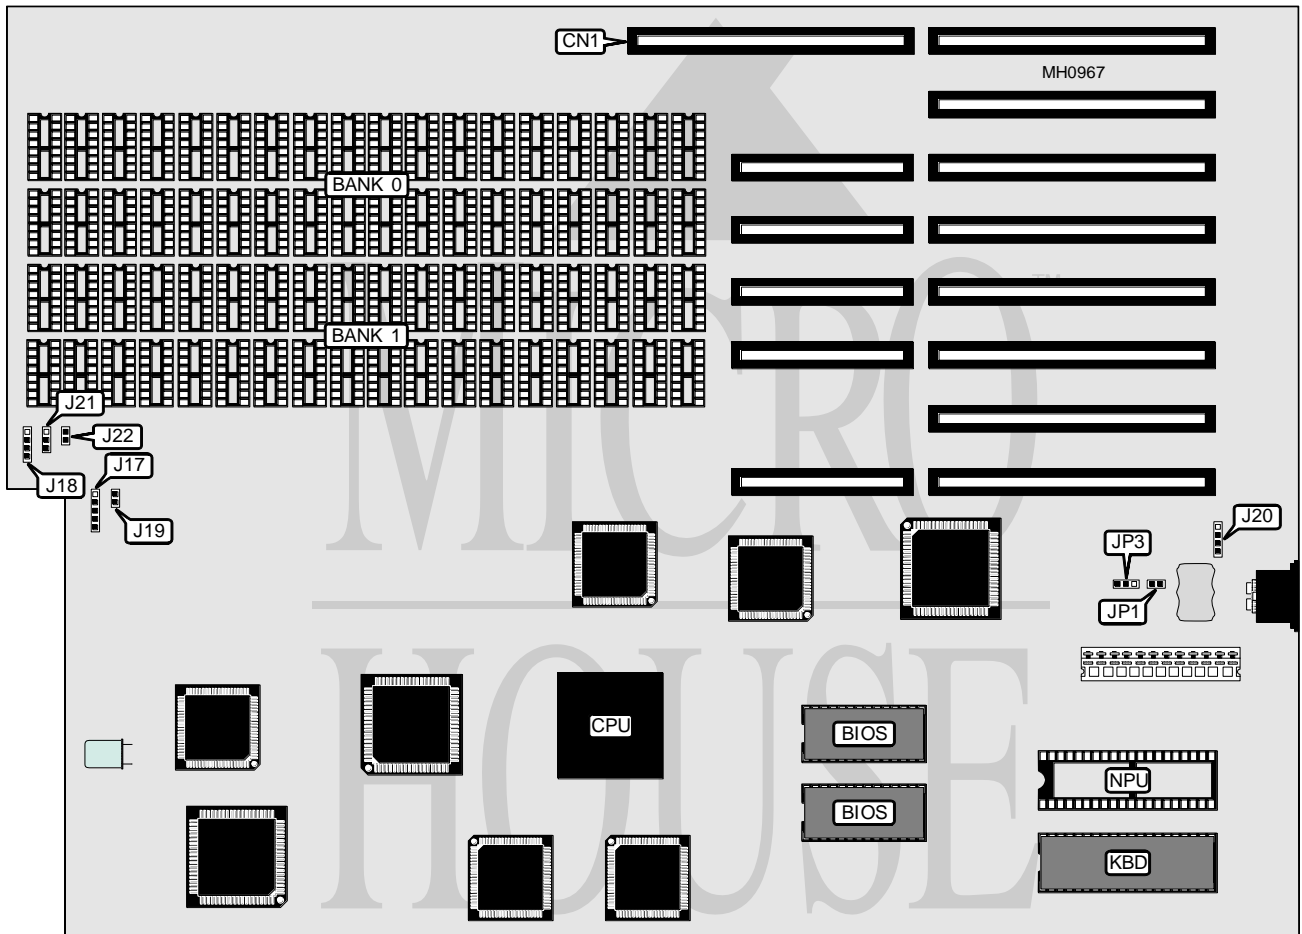 CN1
MH0967
BANK 0
BANK 1
J21
J22
J17
J18
J19
J20
JP3
JP1
MICRO™
HOUSE
CPU
BIOS
NPU
BIOS
KBD